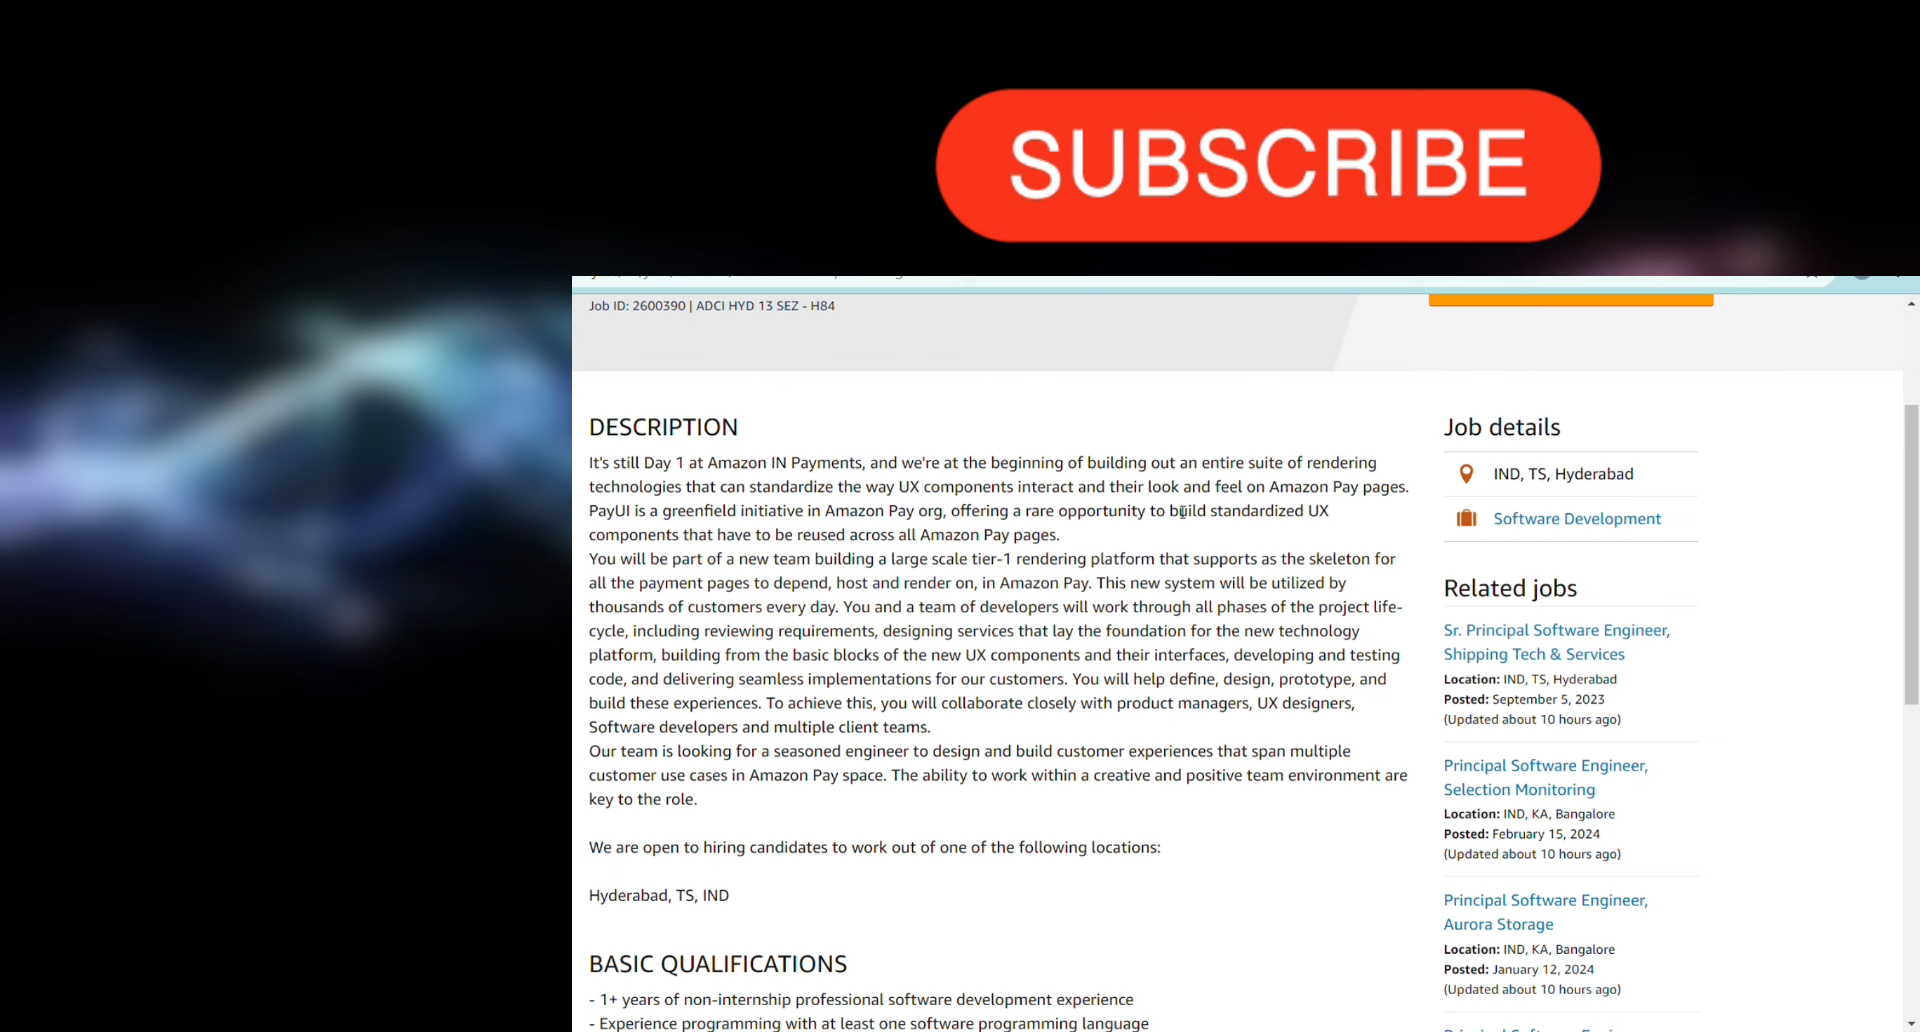 SUBSCRIBE
Job ID: 2600390 | ADCI HYD 13 SEZ - H84
DESCRIPTION
It's still Day 1 at Amazon IN Payments, and we're at the beginning of building out an entire suite of rendering
technologies that can standardize the way UX components interact and their look and feel on Amazon Pay pages.
PayUI is a greenfield initiative in Amazon Pay org, offering a rare opportunity to build standardized UX
components that have to be reused across all Amazon Pay pages.
You will be part of a new team building a large scale tier-1 rendering platform that supports as the skeleton for
all the payment pages to depend, host and render on, in Amazon Pay. This new system will be utilized by
thousands of customers every day. You and a team of developers will work through all phases of the project life-
cycle, including reviewing requirements, designing services that lay the foundation for the new technology
platform, building from the basic blocks of the new UX components and their interfaces, developing and testing
code, and delivering seamless implementations for our customers. You will help define, design, prototype, and
build these experiences. To achieve this, you will collaborate closely with product managers, UX designers,
Software developers and multiple client teams.
Our team is looking for a seasoned engineer to design and build customer experiences that span multiple
customer use cases in Amazon Pay space. The ability to work within a creative and positive team environment are
key to the role.
We are open to hiring candidates to work out of one of the following locations:
Hyderabad, TS, IND
BASIC QUALIFICATIONS
- 1+ years of non-internship professional software development experience
- Experience programming with at least one software programming language
Job details
IND, TS, Hyderabad
Software Development
Related jobs
Sr. Principal Software Engineer,
Shipping Tech & Services
Location: IND, TS, Hyderabad
Posted: September 5, 2023
(Updated about 10 hours ago)
Principal Software Engineer,
Selection Monitoring
Location: IND, KA, Bangalore
Posted: February 15, 2024
(Updated about 10 hours ago)
Principal Software Engineer,
Aurora Storage
Location: IND, KA, Bangalore
Posted: January 12, 2024
(Updated about 10 hours ago)